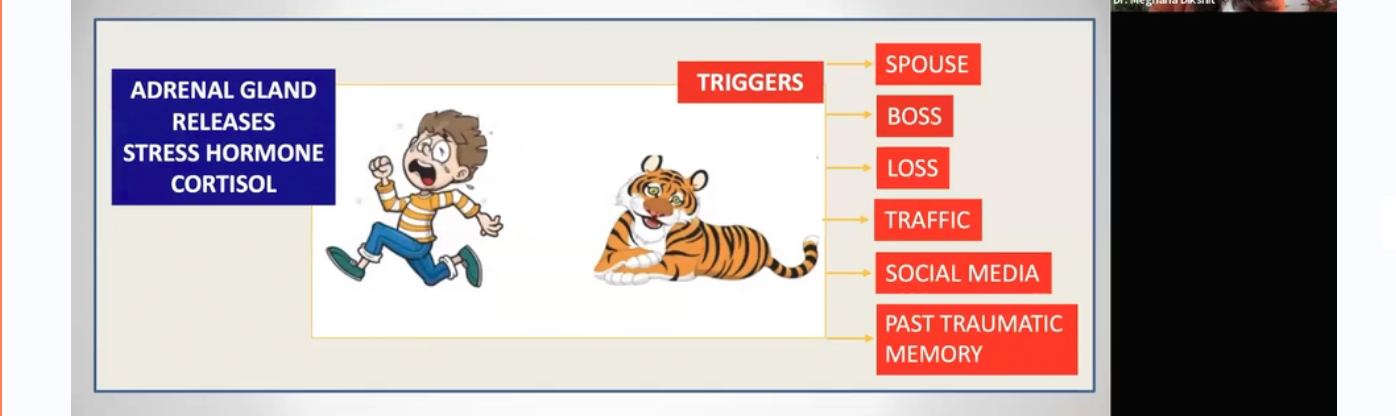 ADRENAL GLAND
RELEASES
STRESS HORMONE
CORTISOL
TRIGGERS
SPOUSE
BOSS
LOSS
TRAFFIC
SOCIAL MEDIA
PAST TRAUMATIC
MEMORY